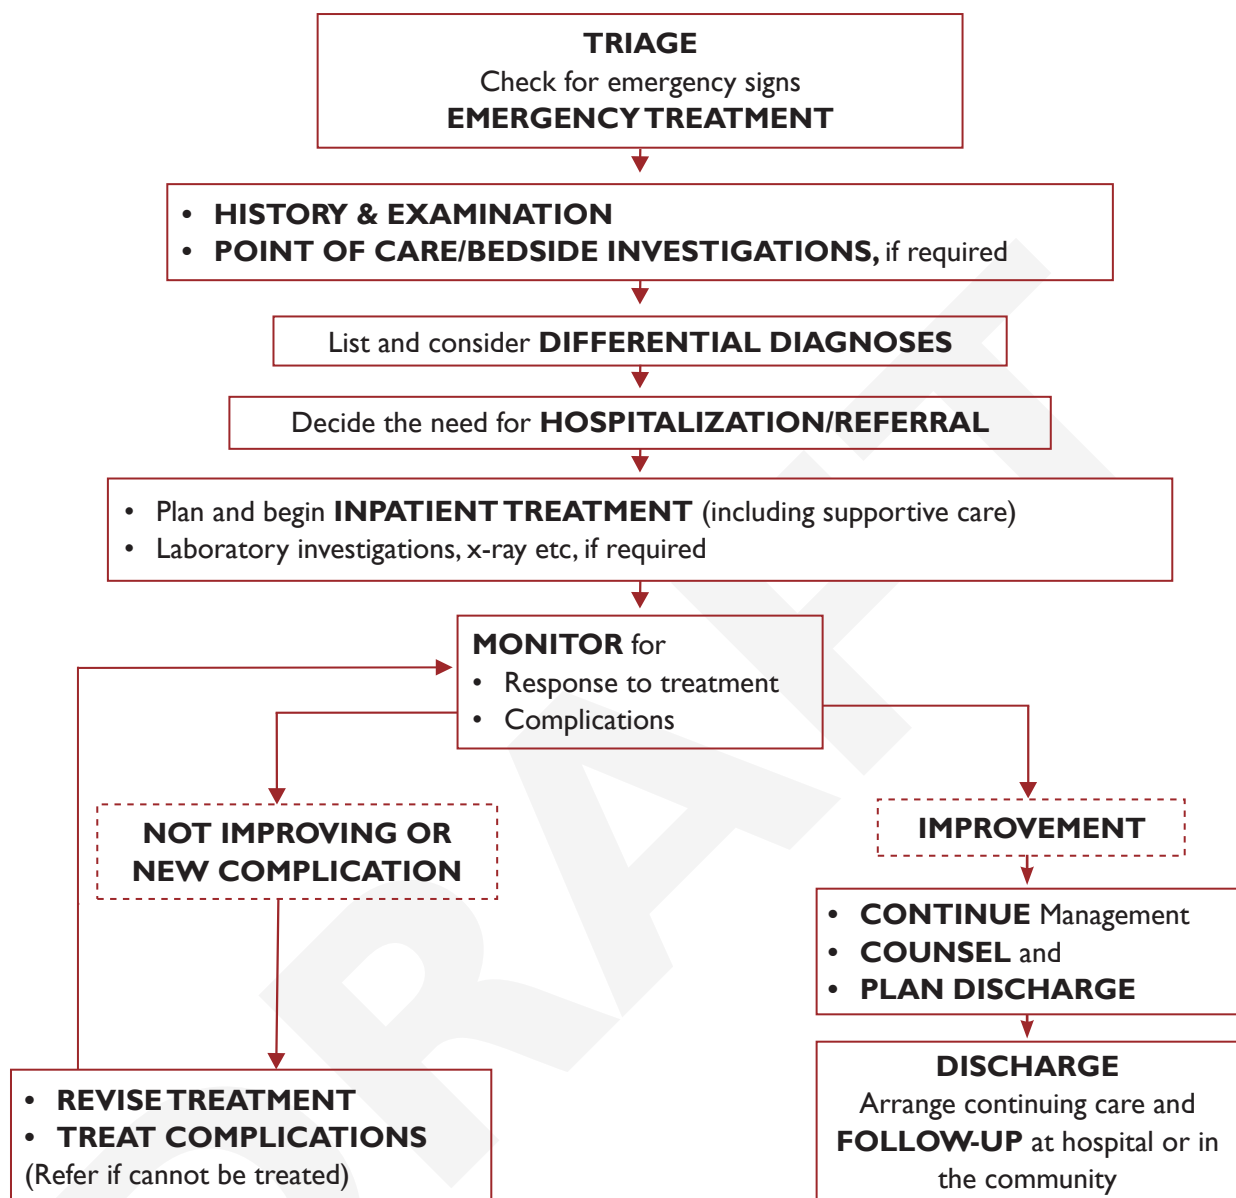 TRIAGE
Check for emergency signs
EMERGENCY TREATMENT
• HISTORY & EXAMINATION
• POINT OF CARE/BEDSIDE INVESTIGATIONS, if required
List and consider DIFFERENTIAL DIAGNOSES
Decide the need for HOSPITALIZATION/REFERRAL
• Plan and begin INPATIENT TREATMENT (including supportive care)
• Laboratory investigations, x-ray etc, if required
MONITOR for
• Response to treatment
• Complications
NOT IMPROVING OR
NEW COMPLICATION
• REVISE TREATMENT
• TREAT COMPLICATIONS
(Refer if cannot be treated)
IMPROVEMENT
• CONTINUE Management
• COUNSEL and
• PLAN DISCHARGE
DISCHARGE
Arrange continuing care and
FOLLOW-UP at hospital or in
the community
DRAFT